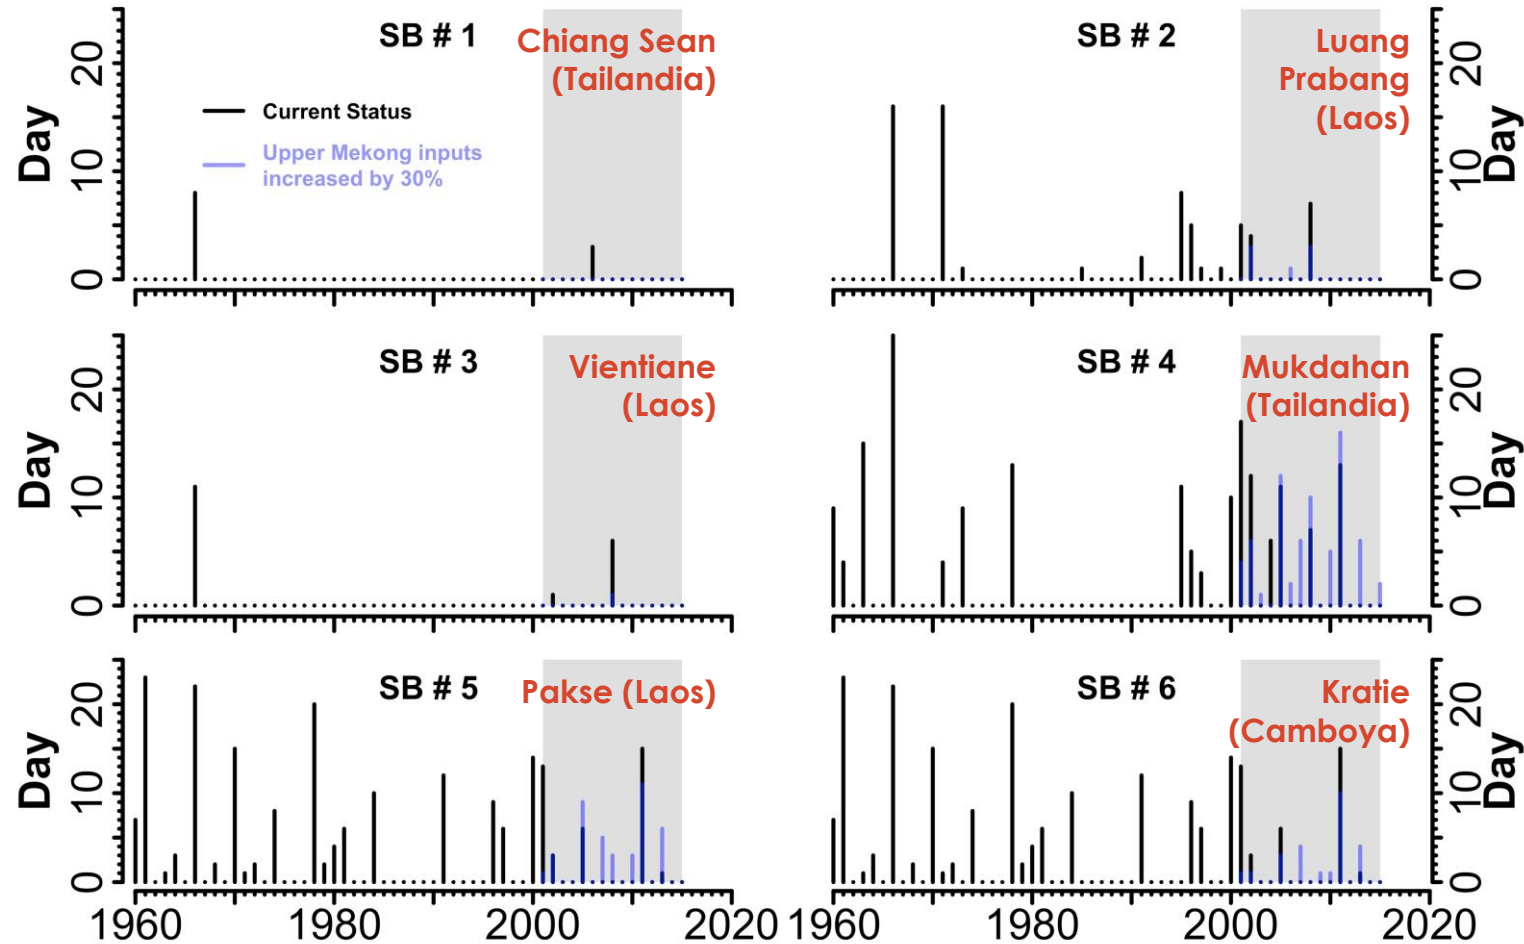 SB # 1
Chiang Sean
(Tailandia)
Current Status
Upper Mekong inputs
increased by 30%
Day
0 10 20
SB # 2
Luang
Prabang
(Laos)
0 10 20
Day
SB # 3
Vientiane
(Laos)
Day
0 10 20
SB # 4
Mukdahan
(Tailandia)
0 10 20
Day
SB # 5
Pakse (Laos)
Day
0 10 20
1960 1980 2000 2020
SB # 6
Kratie
(Camboya)
0 10 20
Day
1960 1980 2000 2020